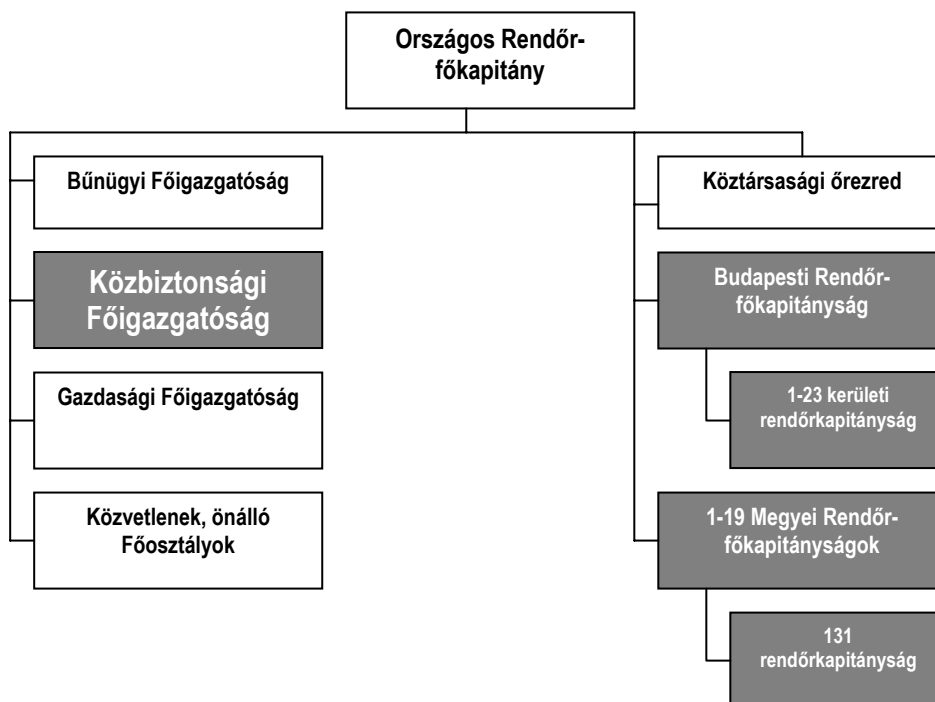 Országos Rendőr-
főkapitány
Bűnügyi Főigazgatóság
Közbiztonsági
Főigazgatóság
Gazdasági Főigazgatóság
Közvetlenek, önálló
Főosztályok
Köztársasági őrezred
Budapesti Rendőr-
főkapitányság
1-23 kerületi
rendőrkapitányság
1-19 Megyei Rendőr-
főkapitányságok
131
rendőrkapitányság